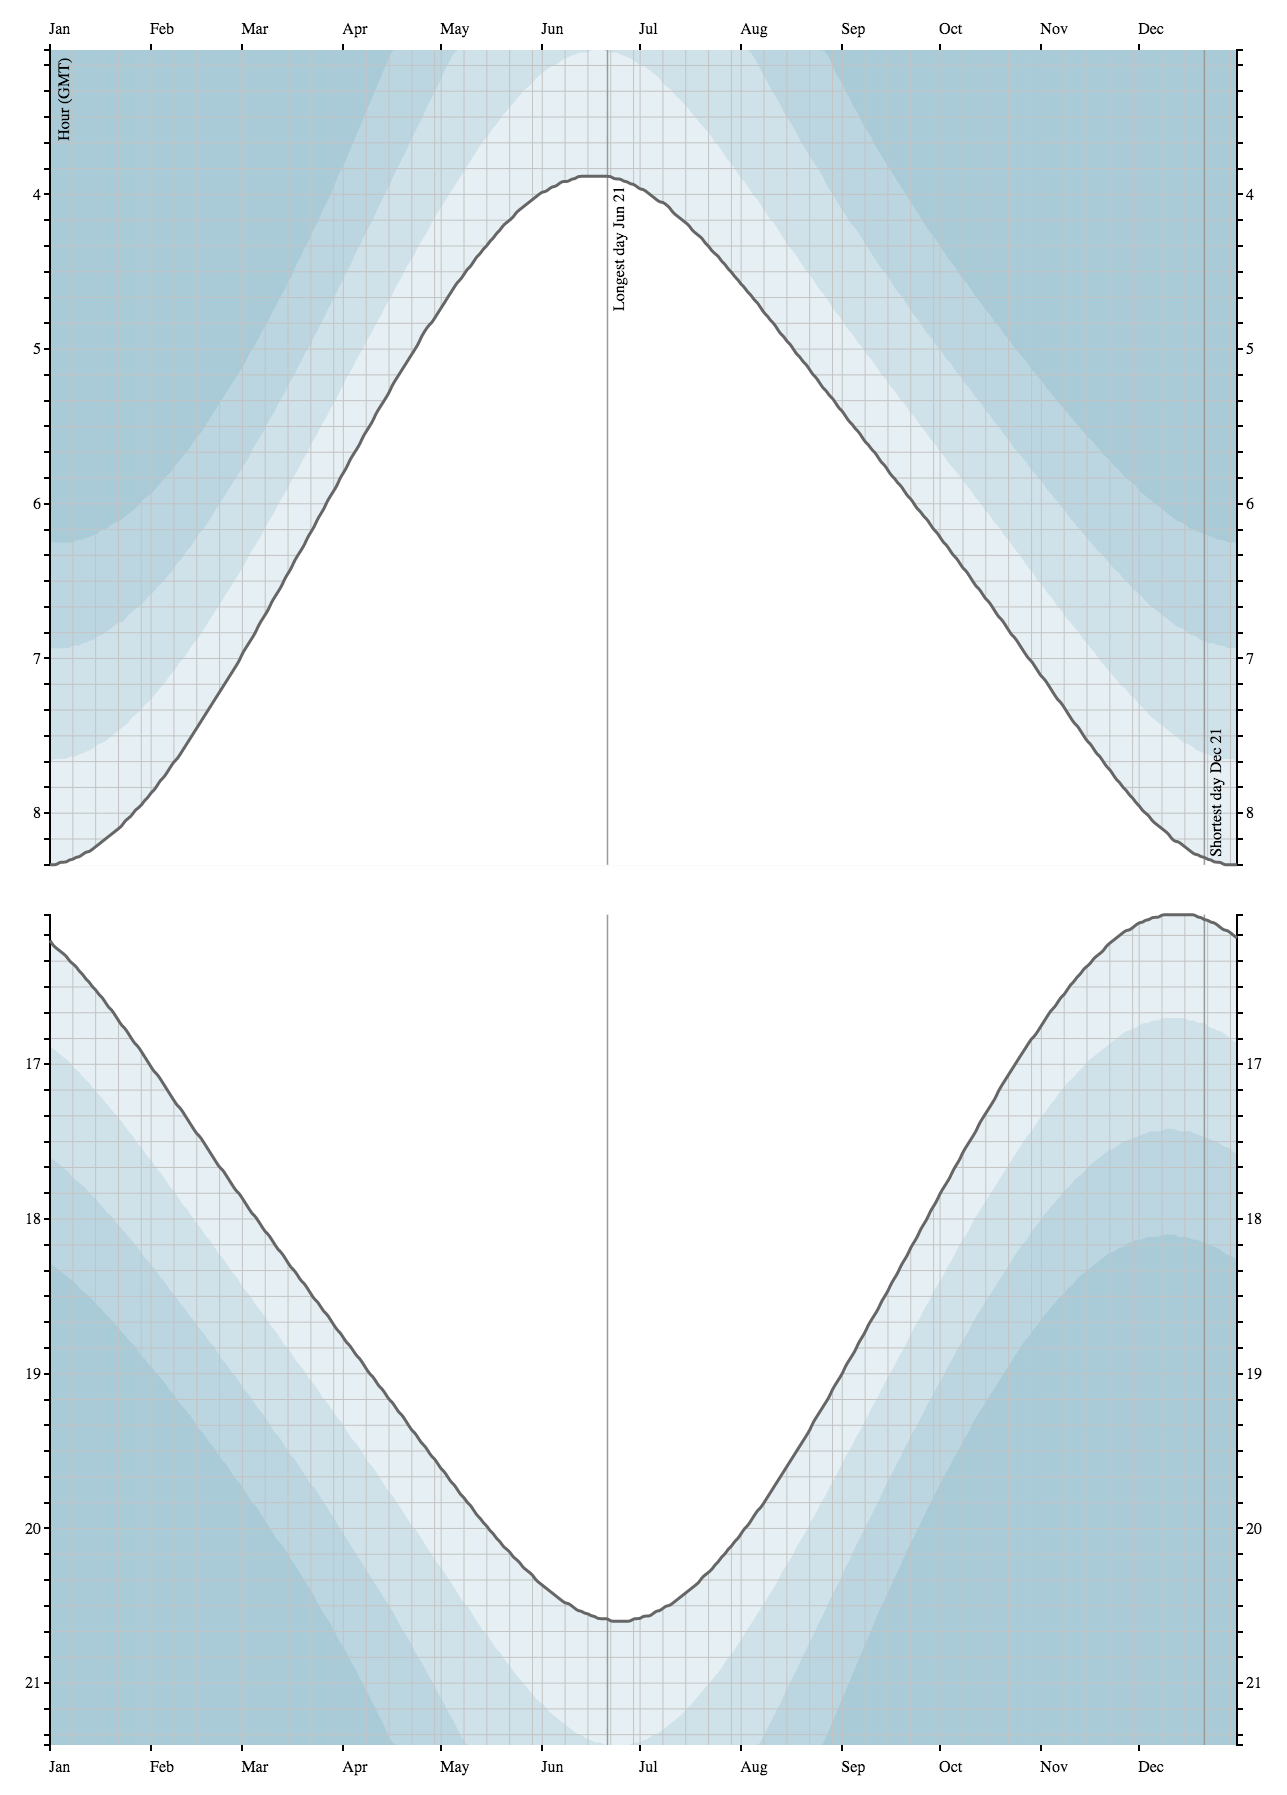 Jan Feb Mar Apr May Jun Jul Aug Sep Oct Nov Dec
Hour (GMT)
4 4
Longest day Jun 21
5 5
6 6
7 7
Shortest day Dec 21
8 8
17 17
18 18
19 19
20 20
21 21
Jan Feb Mar Apr May Jun Jul Aug Sep Oct Nov Dec